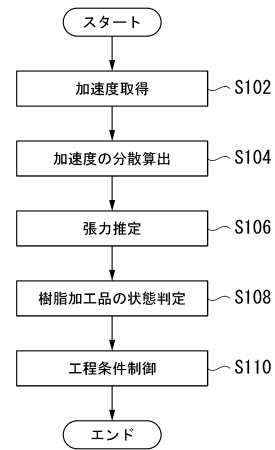 スタート
加速度取得 S102
加速度の分散算出 S104
張力推定 S106
樹脂加工品の状態判定 S108
工程条件制御 S110
エンド